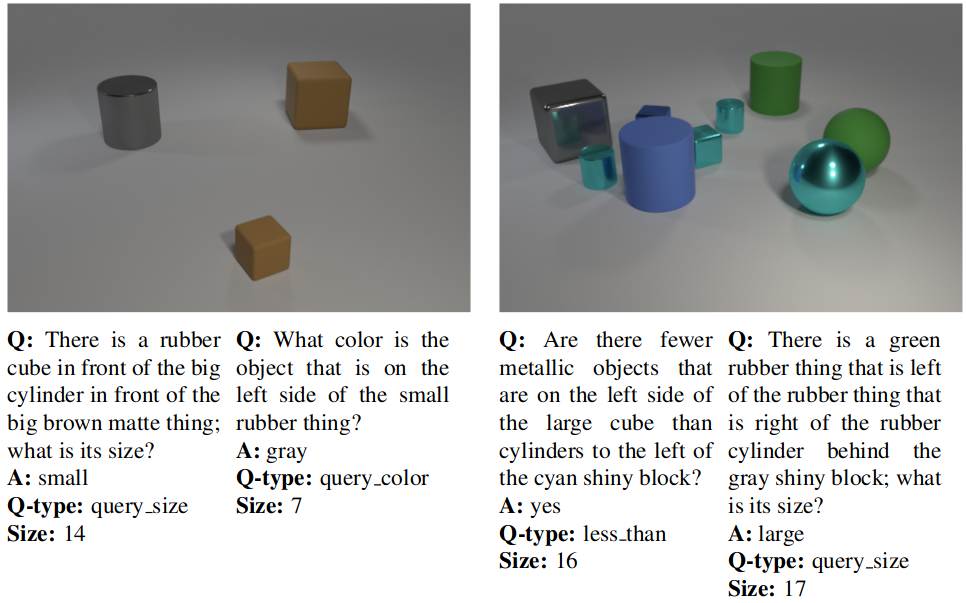 Q: There is a rubber
cube in front of the big
cylinder in front of the
big brown matte thing;
what is its size?
A: small
Q-type: query_size
Size: 14
Q: What color is the
object that is on the
left side of the small
rubber thing?
A: gray
Q-type: query_color
Size: 7
Q: Are there fewer
metallic objects that
are on the left side of
the large cube than
cylinders to the left of
the cyan shiny block?
A: yes
Q-type: less_than
Size: 16
Q: There is a green
rubber thing that is left
of the rubber thing that
is right of the rubber
cylinder behind the
gray shiny block; what
is its size?
A: large
Q-type: query_size
Size: 17